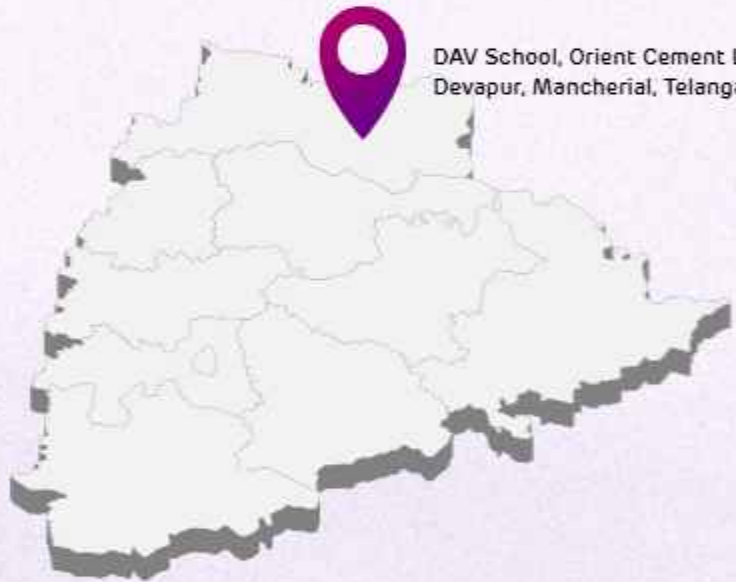 DAV School, Orient Cement
Devapur, Mancherial,